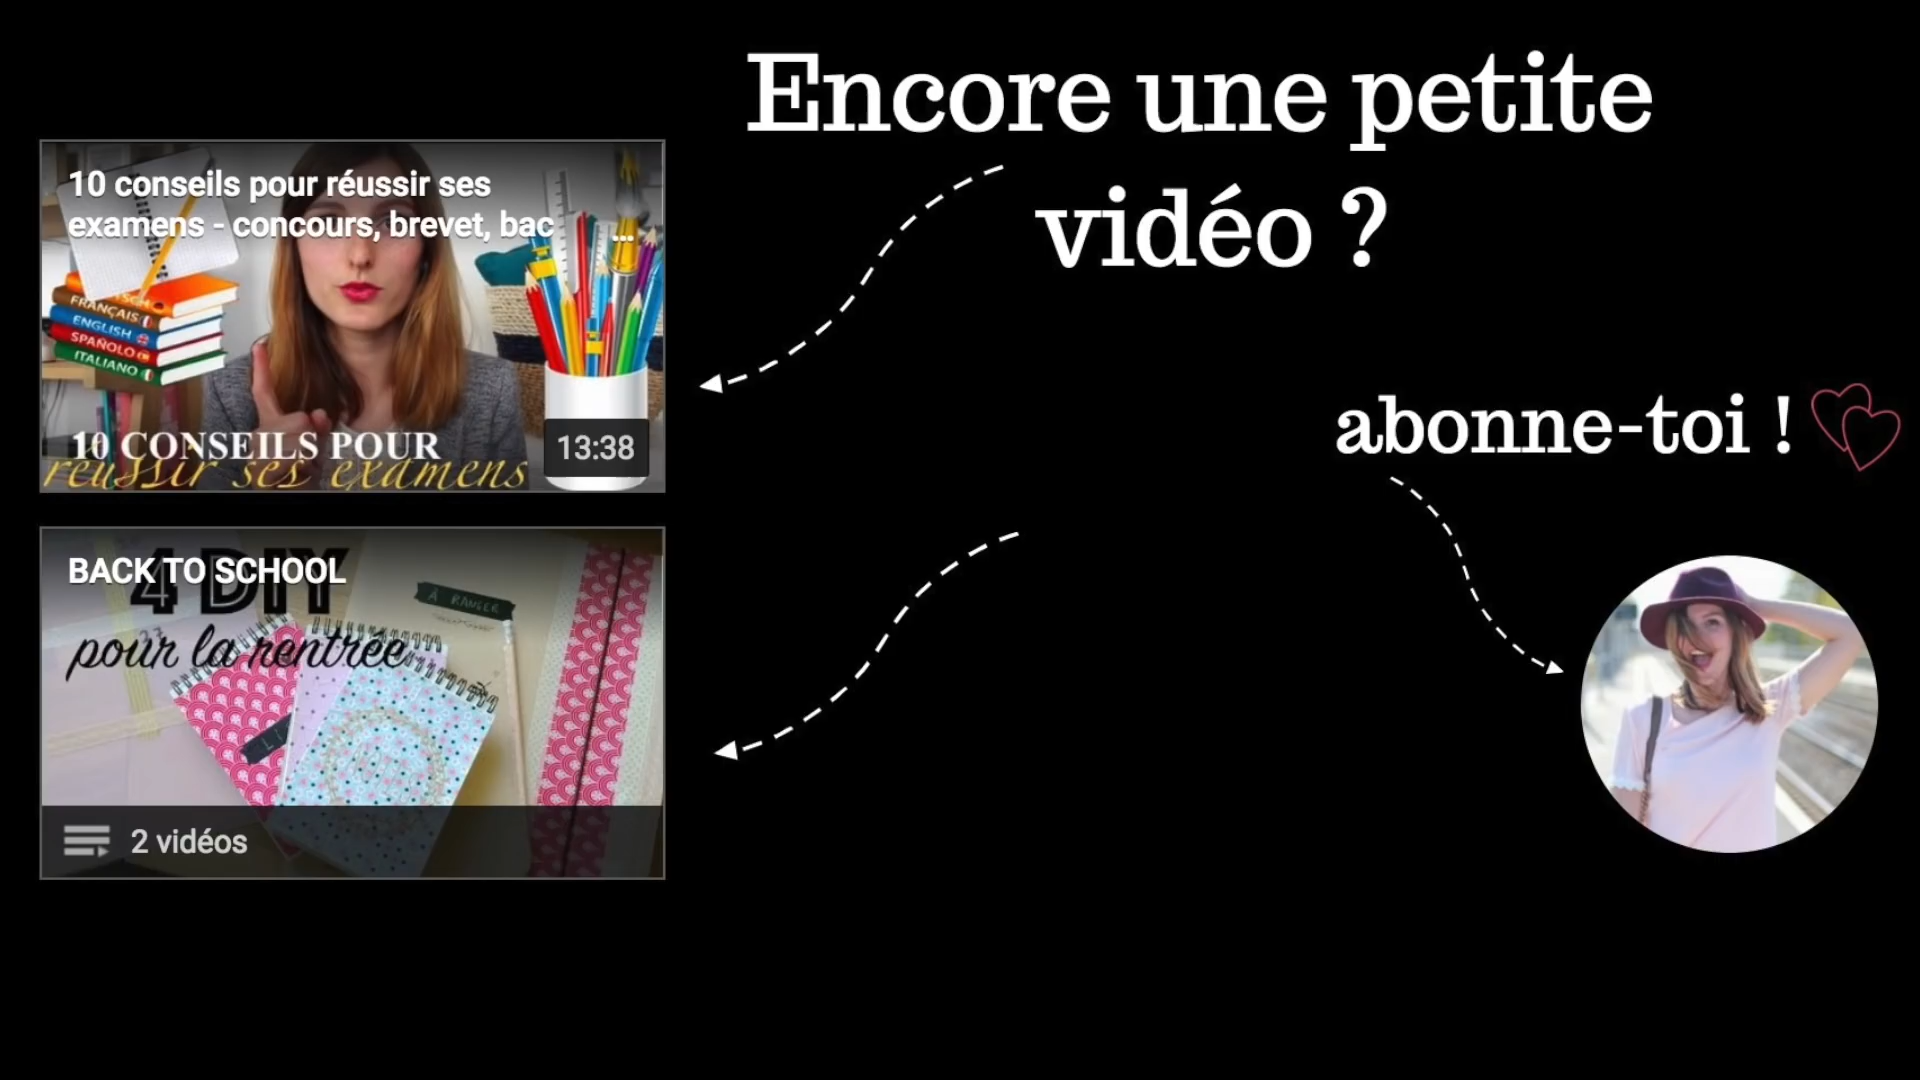 Encore une petite
vidéo ?
10 conseils pour réussir ses
examens - concours, brevet, bac ...
FRANÇAIS
ENGLISH
SPAÑOLO
ITALIANO
10 CONSEILS POUR
réussir ses examens
13:38
abonne-toi !
BACK TO SCHOOL
4 DIY
pour la rentrée
À RANGER
2 vidéos